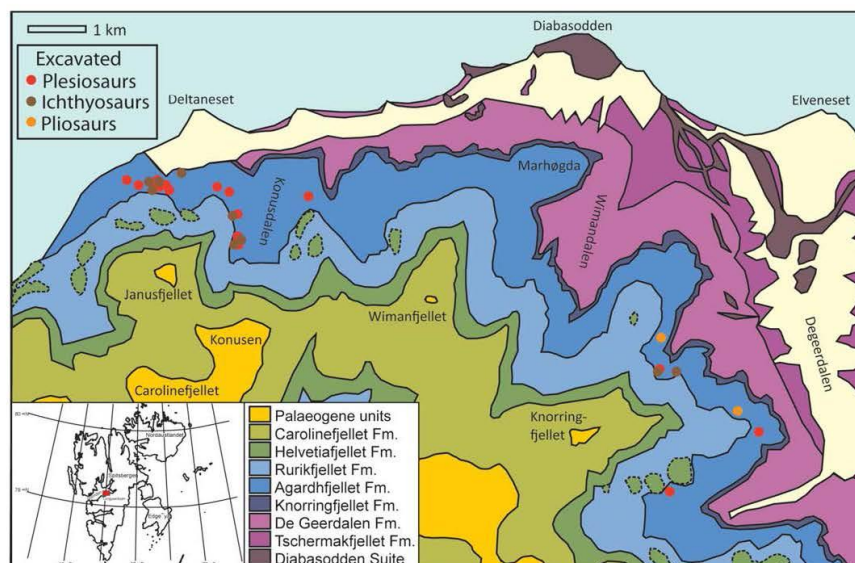 1 km
Excavated
Plesiosaurs
Ichthyosaurs
Pliosaurs
Diabasodden
Deltaneset
Elveneset
Marhøgda
Konusdalen
Wimandalen
Janusfjellet
Wimanfjellet
Konusen
Degeerdalen
Carolinefjellet
Knorring-
fjellet
Palaeogene units
Carolinefjellet Fm.
Helvetiafjellet Fm.
Rurikfjellet Fm.
Agardhfjellet Fm.
Knorringfjellet Fm.
De Geerdalen Fm.
Tschermakfjellet Fm.
Diabasodden Suite
Nordaustlandet
Spitsbergen